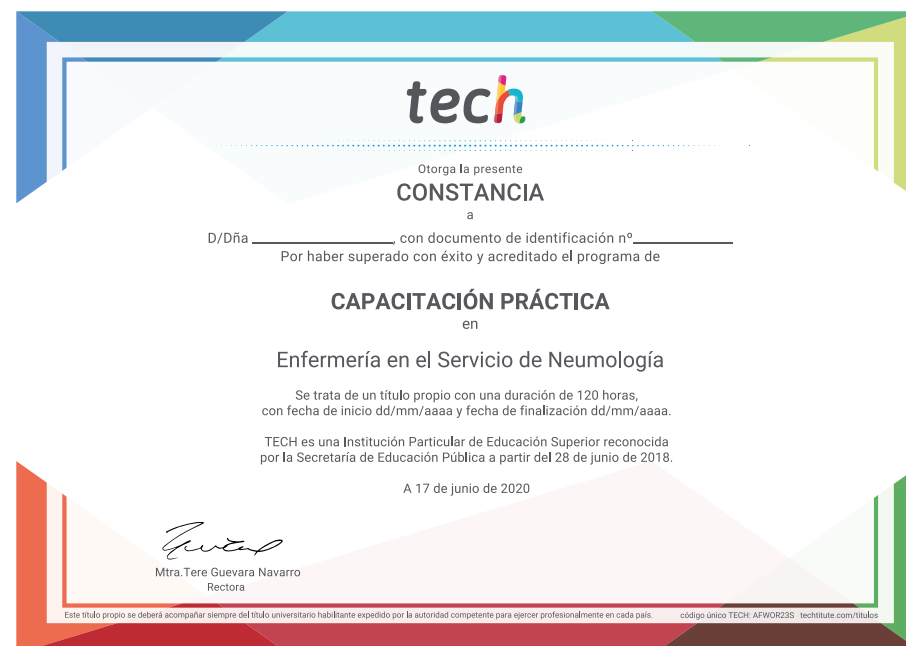 tech
Otorga la presente
CONSTANCIA
a
D/Dña ____________________, con documento de identificación nº______________
Por haber superado con éxito y acreditado el programa de
CAPACITACIÓN PRÁCTICA
en
Enfermería en el Servicio de Neumología
Se trata de un título propio con una duración de 120 horas,
con fecha de inicio dd/mm/aaaa y fecha de finalización dd/mm/aaaa.
TECH es una Institución Particular de Educación Superior reconocida
por la Secretaría de Educación Pública a partir del 28 de junio de 2018.
A 17 de junio de 2020
Mtra.Tere Guevara Navarro
Rectora
Este título propio se deberá acompañar siempre del título universitario habilitante expedido por la autoridad competente para ejercer profesionalmente en cada país. código único TECH: AFWOR23S techtitute.com/titulos